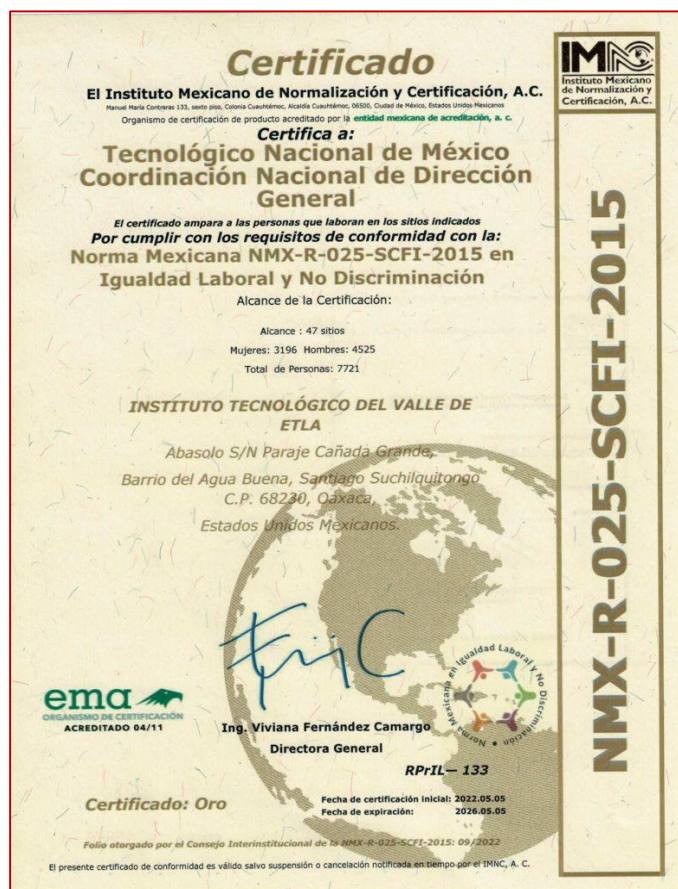 Certificado
El Instituto Mexicano de Normalización y Certificación, A.C.
Manuel María Contreras 133, sexto piso, Colonia Cuauhtémoc, Alcaldía Cuauhtémoc, 06500, Ciudad de México, Estados Unidos Mexicanos
Organismo de certificación de producto acreditado por la entidad mexicana de acreditación, a. c.
Certifica a:
Tecnológico Nacional de México
Coordinación Nacional de Dirección
General
El certificado ampara a las personas que laboran en los sitios indicados
Por cumplir con los requisitos de conformidad con la:
Norma Mexicana NMX-R-025-SCFI-2015 en
Igualdad Laboral y No Discriminación
Alcance de la Certificación:
Alcance : 47 sitios
Mujeres: 3196 Hombres: 4525
Total de Personas: 7721
INSTITUTO TECNOLÓGICO DEL VALLE DE
ETLA
Abasolo S/N Paraje Cañada Grande,
Barrio del Agua Buena, Santiago Suchilquitongo
C.P. 68230, Oaxaca,
Estados Unidos Mexicanos.
ema
ORGANISMO DE CERTIFICACIÓN
ACREDITADO 04/11
Ing. Viviana Fernández Camargo
Directora General
Norma Mexicana en Igualdad Laboral y No Discriminación •
RPrIL— 133
Certificado: Oro
Fecha de certificación inicial: 2022.05.05
Fecha de expiración: 2026.05.05
Folio otorgado por el Consejo Interinstitucional de la NMX-R-025-SCFI-2015: 09/2022
El presente certificado de conformidad es válido salvo suspensión o cancelación notificada en tiempo por el IMNC, A. C.
IMNC
Instituto Mexicano
de Normalización y
Certificación, A.C.
NMX-R-025-SCFI-2015